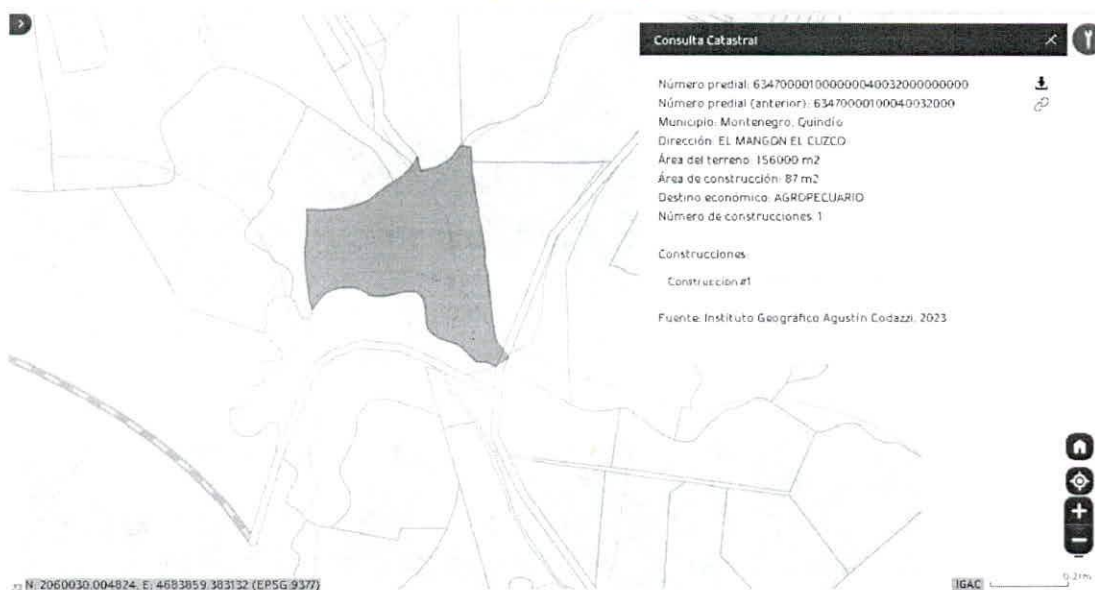 Consulta Catastral
Número predial: 634700001000000040032000000000
Número predial (anterior): 63470000100040032000
Municipio: Montenegro, Quindío
Dirección: EL MANGON EL CUZCO
Área del terreno: 156000 m2
Área de construcción: 87 m2
Destino económico: AGROPECUARIO
Número de construcciones: 1
Construcciones:
Construcción #1
Fuente: Instituto Geográfico Agustín Codazzi, 2023
N: 2060030.004824, E: 4683859.383132 (EPSG:9377)
IGAC